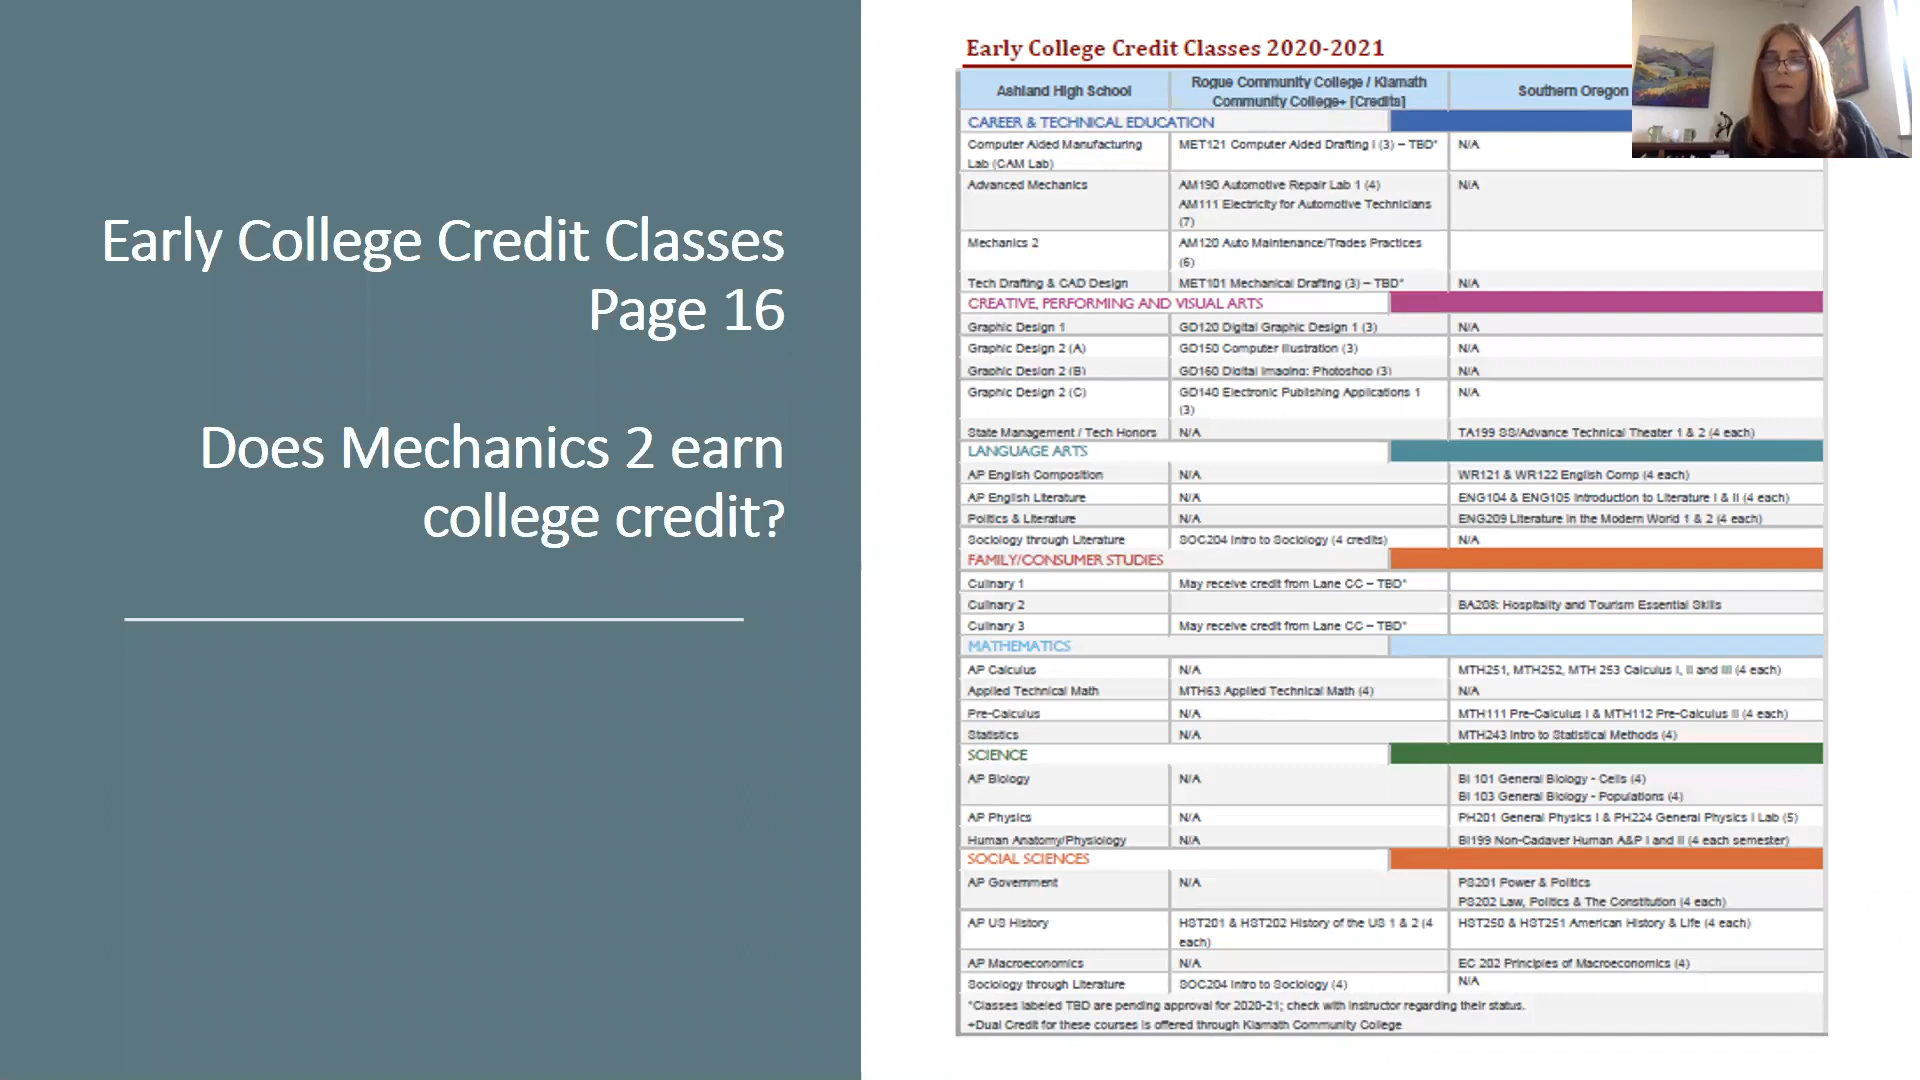 Early College Credit Classes
Page 16
Does Mechanics 2 earn
college credit?
Early College Credit Classes 2020-2021
Ashland High School
Rogue Community College / Klamath
Community College+ [Credits]
Southern Oregon
CAREER & TECHNICAL EDUCATION
Computer Aided Manufacturing
Lab (CAM Lab)
MET121 Computer Aided Drafting I (3) – TBD*
N/A
Advanced Mechanics
AM190 Automotive Repair Lab 1 (4)
AM111 Electricity for Automotive Technicians
(7)
N/A
Mechanics 2
AM120 Auto Maintenance/Trades Practices
(6)
Tech Drafting & CAD Design
MET101 Mechanical Drafting (3) – TBD*
N/A
CREATIVE, PERFORMING AND VISUAL ARTS
Graphic Design 1
GD120 Digital Graphic Design 1 (3)
N/A
Graphic Design 2 (A)
GD150 Computer Illustration (3)
N/A
Graphic Design 2 (B)
GD160 Digital Imaging: Photoshop (3)
N/A
Graphic Design 2 (C)
GD140 Electronic Publishing Applications 1
(3)
N/A
State Management / Tech Honors
N/A
TA199 SS/Advance Technical Theater 1 & 2 (4 each)
LANGUAGE ARTS
AP English Composition
N/A
WR121 & WR122 English Comp (4 each)
AP English Literature
N/A
ENG104 & ENG105 Introduction to Literature I & II (4 each)
Politics & Literature
N/A
ENG209 Literature in the Modern World 1 & 2 (4 each)
Sociology through Literature
SOC204 Intro to Sociology (4 credits)
N/A
FAMILY/CONSUMER STUDIES
Culinary 1
May receive credit from Lane CC – TBD*
Culinary 2
BA208: Hospitality and Tourism Essential Skills
Culinary 3
May receive credit from Lane CC – TBD*
MATHEMATICS
AP Calculus
N/A
MTH251, MTH252, MTH 253 Calculus I, II and III (4 each)
Applied Technical Math
MTH63 Applied Technical Math (4)
N/A
Pre-Calculus
N/A
MTH111 Pre-Calculus I & MTH112 Pre-Calculus II (4 each)
Statistics
N/A
MTH243 Intro to Statistical Methods (4)
SCIENCE
AP Biology
N/A
BI 101 General Biology - Cells (4)
BI 103 General Biology - Populations (4)
AP Physics
N/A
PH201 General Physics I & PH224 General Physics I Lab (5)
Human Anatomy/Physiology
N/A
BI199 Non-Cadaver Human A&P I and II (4 each semester)
SOCIAL SCIENCES
AP Government
N/A
PS201 Power & Politics
PS202 Law, Politics & The Constitution (4 each)
AP US History
HST201 & HST202 History of the US 1 & 2 (4
each)
HST250 & HST251 American History & Life (4 each)
AP Macroeconomics
N/A
EC 202 Principles of Macroeconomics (4)
Sociology through Literature
SOC204 Intro to Sociology (4)
N/A
*Classes labeled TBD are pending approval for 2020-21; check with instructor regarding their status.
+Dual Credit for these courses is offered through Klamath Community College